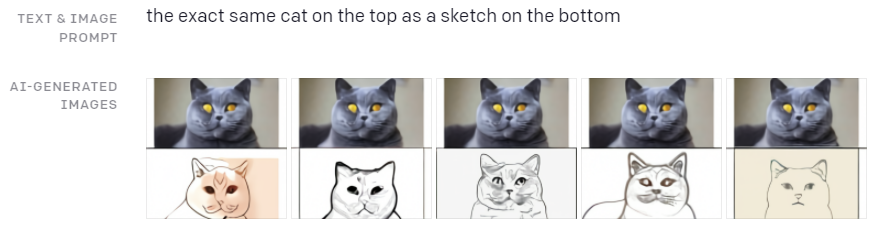 TEXT & IMAGE
PROMPT
the exact same cat on the top as a sketch on the bottom
AI-GENERATED
IMAGES